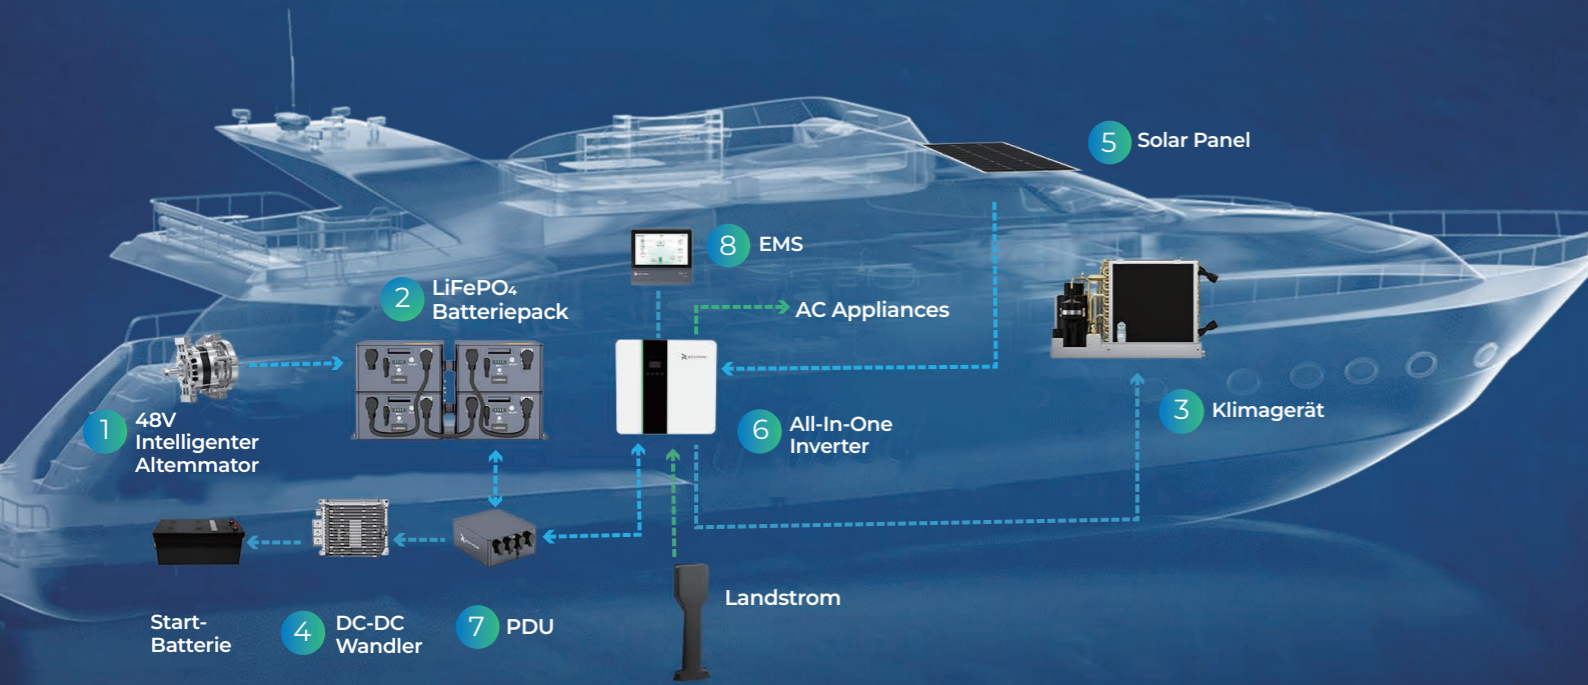 5 Solar Panel
8 EMS
2 LiFePO₄
Batteriepack
AC Appliances
1 48V
Intelligenter
Altemmator
3 Klimagerät
6 All-In-One
Inverter
Start-
Batterie
4 DC-DC
Wandler
7 PDU
Landstrom